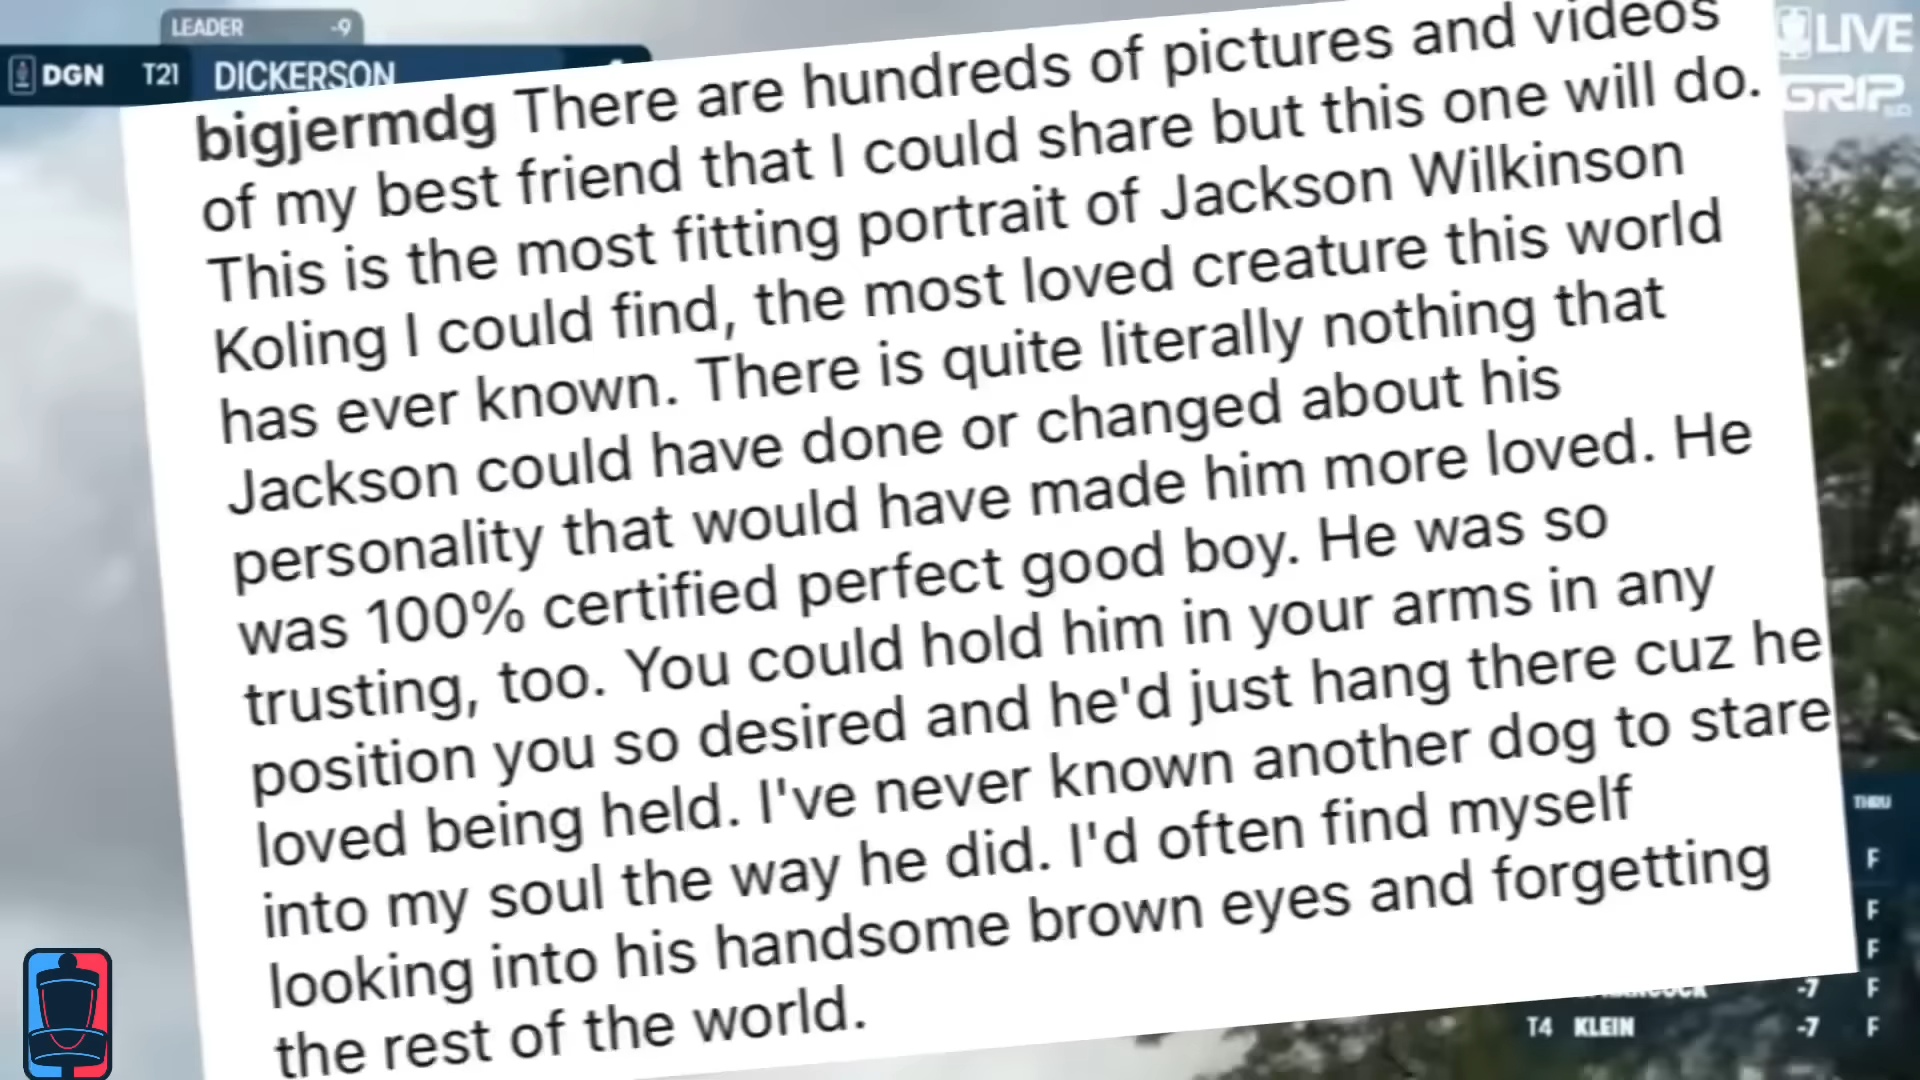 LEADER -9
DGN T21 DICKERSON
LIVE
GRIP
bigjermdg There are hundreds of pictures and videos
of my best friend that I could share but this one will do.
This is the most fitting portrait of Jackson Wilkinson
Koling I could find, the most loved creature this world
has ever known. There is quite literally nothing that
Jackson could have done or changed about his
personality that would have made him more loved. He
was 100% certified perfect good boy. He was so
trusting, too. You could hold him in your arms in any
position you so desired and he'd just hang there cuz he
loved being held. I've never known another dog to stare
into my soul the way he did. I'd often find myself
looking into his handsome brown eyes and forgetting
the rest of the world.
THRU
F
F
F
-7 F
T4 KLEIN -7 F